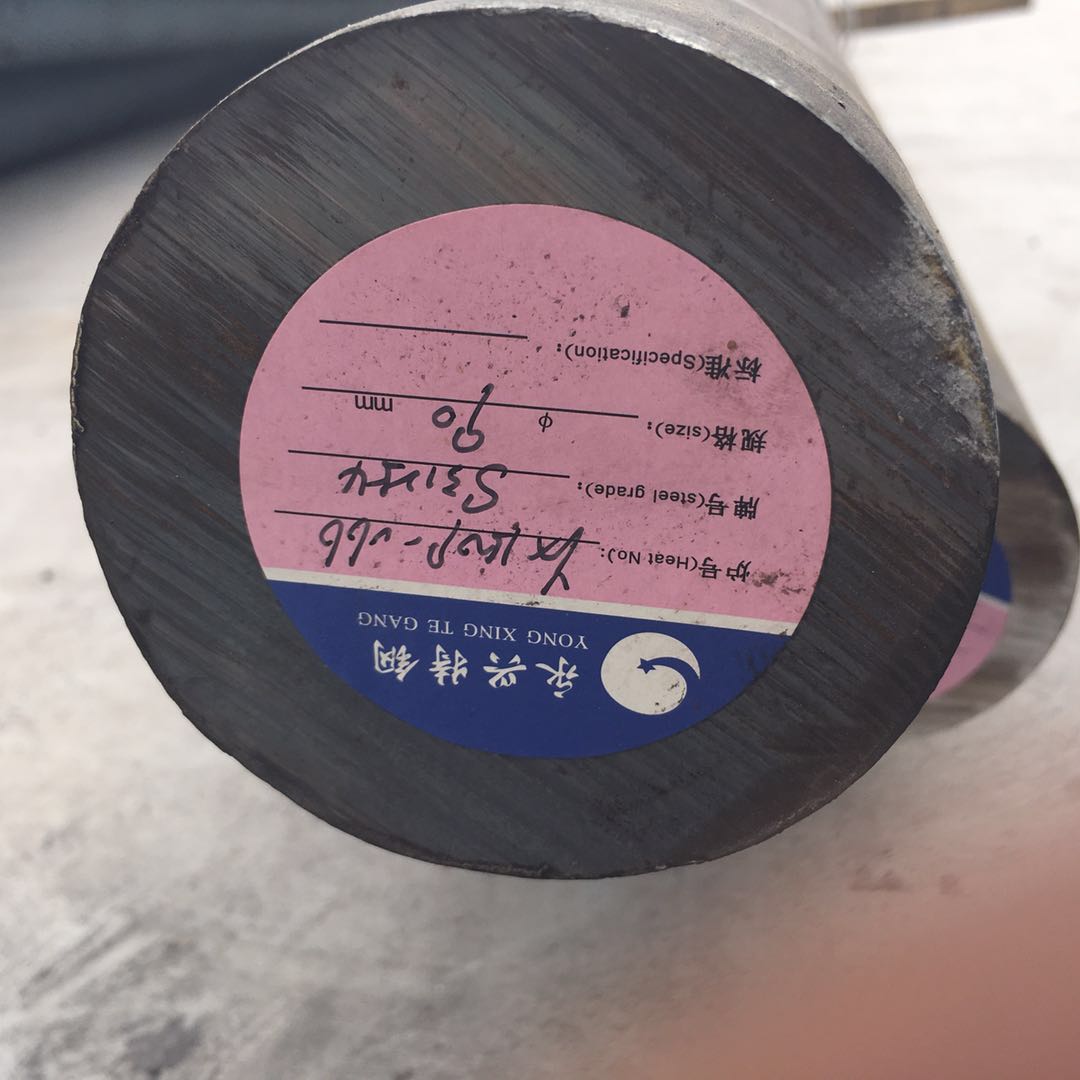 永兴特钢
YONG XING TE GANG
炉号(Heat No):
牌号(steel grade): S31254
规格(size): φ 90 mm
标准(Specification):